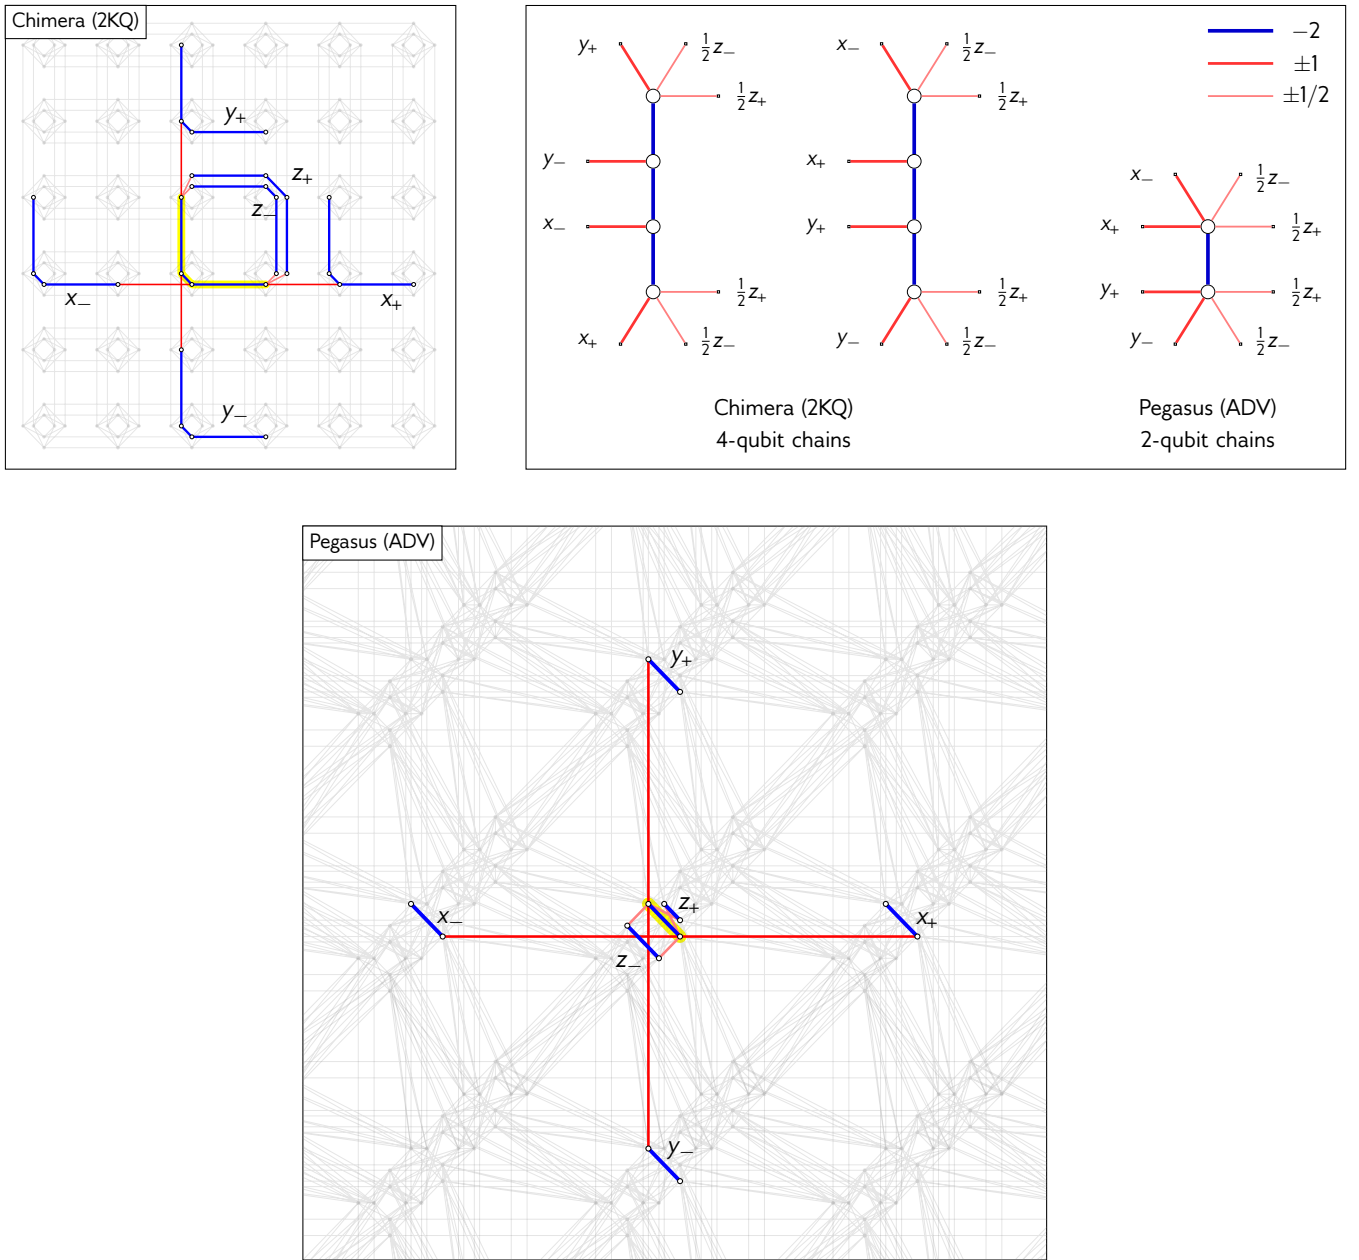 Chimera (2KQ)
y₊
z₊
z₋
x₋
x₊
y₋
y₊
½z₋
½z₊
y₋
x₋
½z₊
x₊
½z₋
x₋
½z₋
½z₊
x₊
y₊
½z₊
y₋
½z₋
−2
±1
±1/2
x₋
½z₋
x₊
½z₊
y₊
½z₊
y₋
½z₋
Chimera (2KQ)
4-qubit chains
Pegasus (ADV)
2-qubit chains
Pegasus (ADV)
y₊
x₋
z₊
x₊
z₋
y₋